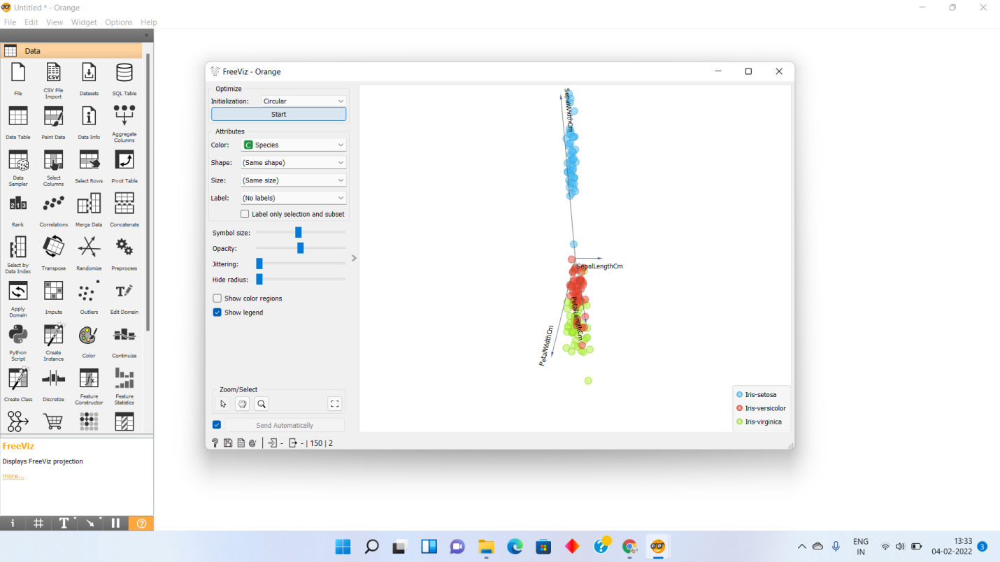 Untitled * - Orange
File Edit View Widget Options Help
Data
File
CSV File
Import
Datasets
SQL Table
Data Table
Paint Data
Data Info
Aggregate
Columns
Data
Sampler
Select
Columns
Select Rows
Pivot Table
Rank
Correlations
Merge Data
Concatenate
Select by
Data Index
Transpose
Randomize
Preprocess
Apply
Domain
Impute
Outliers
Edit Domain
Python
Script
Create
Instance
Color
Continuize
Create Class
Discretize
Feature
Constructor
Feature
Statistics
FreeViz
Displays FreeViz projection
more...
FreeViz - Orange
Optimize
Initialization: Circular
Start
Attributes
Color: C Species
Shape: (Same shape)
Size: (Same size)
Label: (No labels)
Label only selection and subset
Symbol size:
Opacity:
Jittering:
Hide radius:
Show color regions
Show legend
Zoom/Select
Send Automatically
- - | 150 | 2
SepalWidthCm
SepalLengthCm
PetalLengthCm
PetalWidthCm
Iris-setosa
Iris-versicolor
Iris-virginica
ENG
IN
13:33
04-02-2022
3